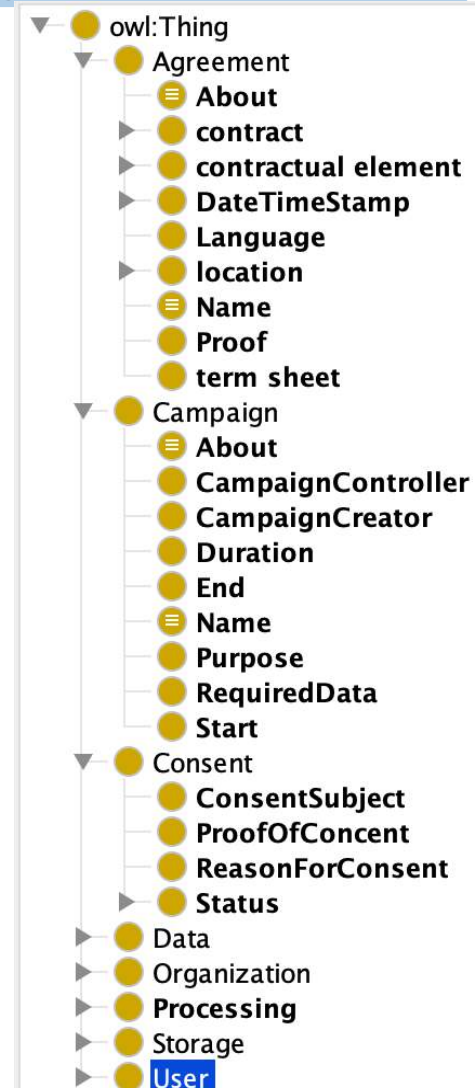 owl:Thing
Agreement
About
contract
contractual element
DateTimeStamp
Language
location
Name
Proof
term sheet
Campaign
About
CampaignController
CampaignCreator
Duration
End
Name
Purpose
RequiredData
Start
Consent
ConsentSubject
ProofOfConcent
ReasonForConsent
Status
Data
Organization
Processing
Storage
User